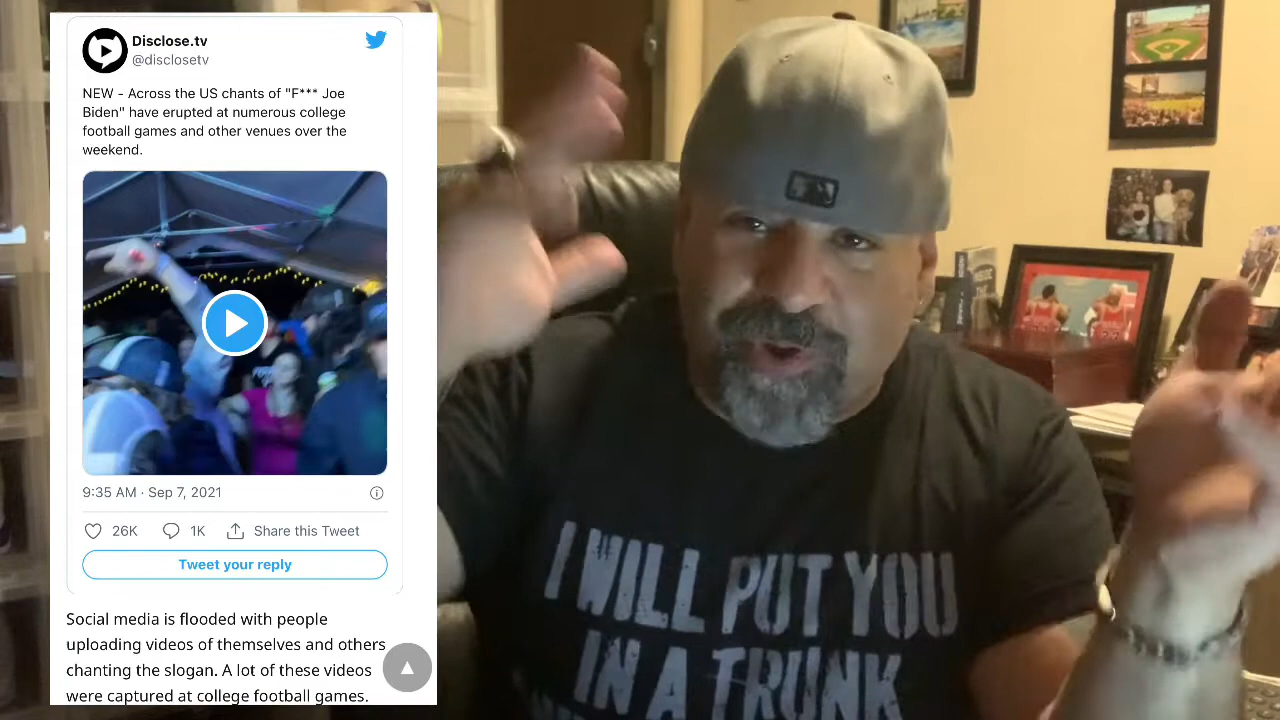 Disclose.tv
@disclosetv
NEW - Across the US chants of "F*** Joe
Biden" have erupted at numerous college
football games and other venues over the
weekend.
9:35 AM · Sep 7, 2021
26K 1K Share this Tweet
Tweet your reply
Social media is flooded with people
uploading videos of themselves and others
chanting the slogan. A lot of these videos
were captured at college football games.
I WILL PUT YOU
IN A TRUNK